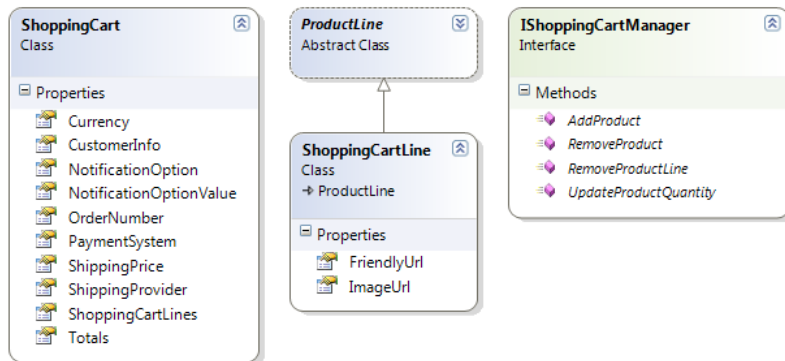 ShoppingCart
Class
Properties
Currency
CustomerInfo
NotificationOption
NotificationOptionValue
OrderNumber
PaymentSystem
ShippingPrice
ShippingProvider
ShoppingCartLines
Totals
ProductLine
Abstract Class
ShoppingCartLine
Class
ProductLine
Properties
FriendlyUrl
ImageUrl
IShoppingCartManager
Interface
Methods
AddProduct
RemoveProduct
RemoveProductLine
UpdateProductQuantity